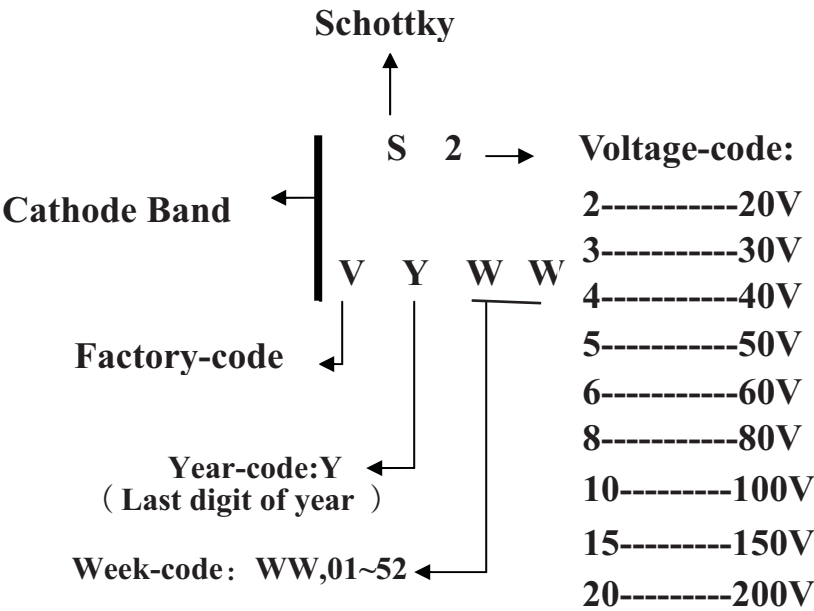 Schottky
S 2
Voltage-code:
Cathode Band
2-----------20V
3-----------30V
V Y W W
4-----------40V
5-----------50V
Factory-code
6-----------60V
8-----------80V
Year-code:Y
（ Last digit of year ）
10---------100V
15---------150V
Week-code：WW,01~52
20---------200V